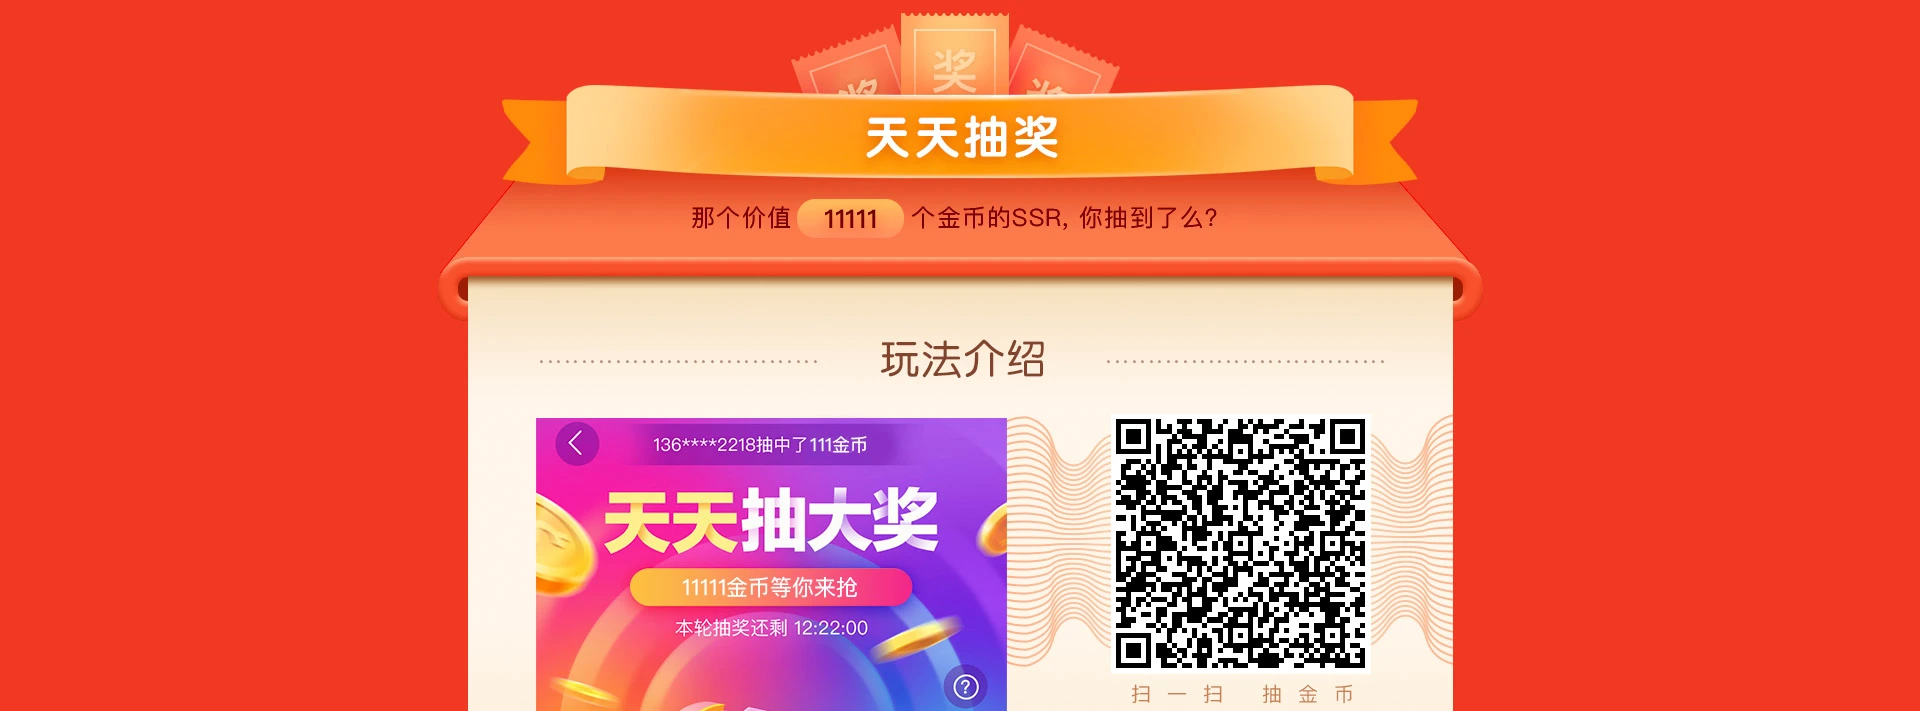 奖 奖 奖
天天抽奖
那个价值 11111 个金币的SSR, 你抽到了么?
玩法介绍
136****2218抽中了111金币
天天抽大奖
11111金币等你来抢
本轮抽奖还剩 12:22:00
?
扫一扫 抽金币